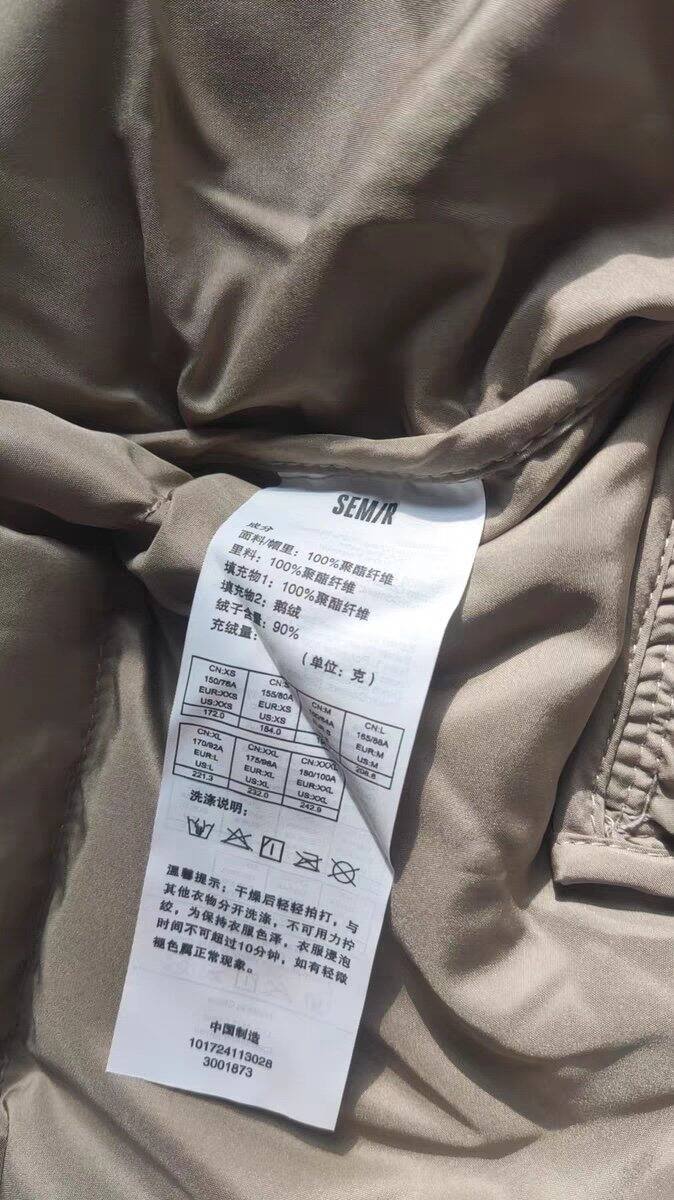 SEMIR
成分
面料/帽里：100%聚酯纤维
里料：100%聚酯纤维
填充物1：100%聚酯纤维
填充物2：鹅绒
绒子含量：90%
充绒量：
（单位：克）
CN:XS
150/76A
EUR:XXS
US:XXS
172.0
CN:S
155/80A
EUR:XS
US:XS
184.0
CN:M
CN:L
165/88A
EUR:M
US:M
208.8
CN:XL
170/92A
EUR:L
US:L
221.3
CN:XXL
175/96A
EUR:XL
US:XL
232.0
CN:XXXL
180/100A
EUR:XXL
US:XXL
242.9
洗涤说明：
温馨提示：干燥后轻轻拍打，与
其他衣物分开洗涤，不可用力拧
绞，为保持衣服色泽，衣服浸泡
时间不可超过10分钟，如有轻微
褪色属正常现象。
中国制造
101724113028
3001873